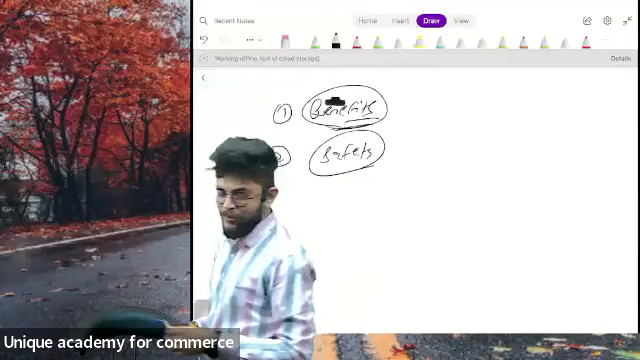 Recent Notes
Home Insert Draw View
Working offline (out of cloud storage)
Details
① Benefits
Safety
Unique academy for commerce